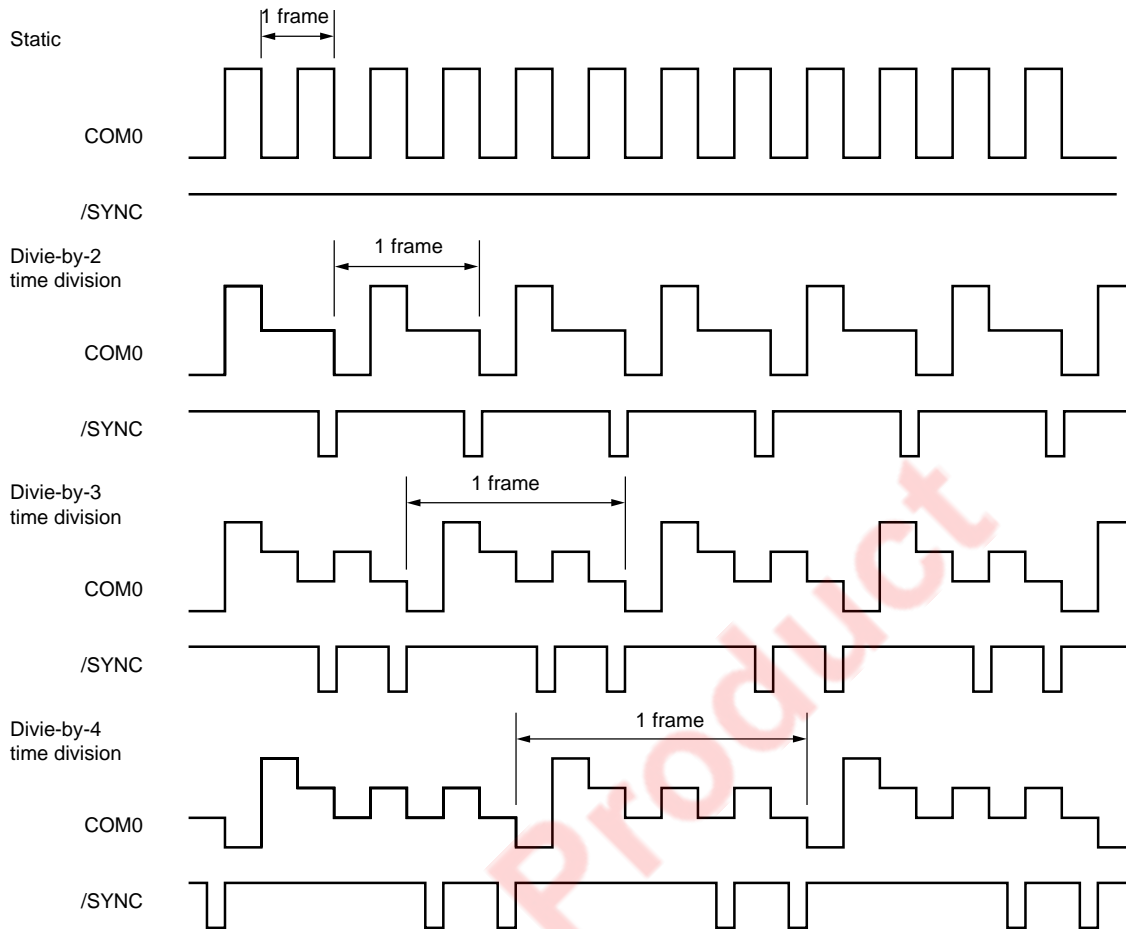 1 frame
Static
COM0
/SYNC
Divie-by-2
time division
1 frame
COM0
/SYNC
Divie-by-3
time division
1 frame
COM0
/SYNC
Divie-by-4
time division
1 frame
COM0
/SYNC
Product